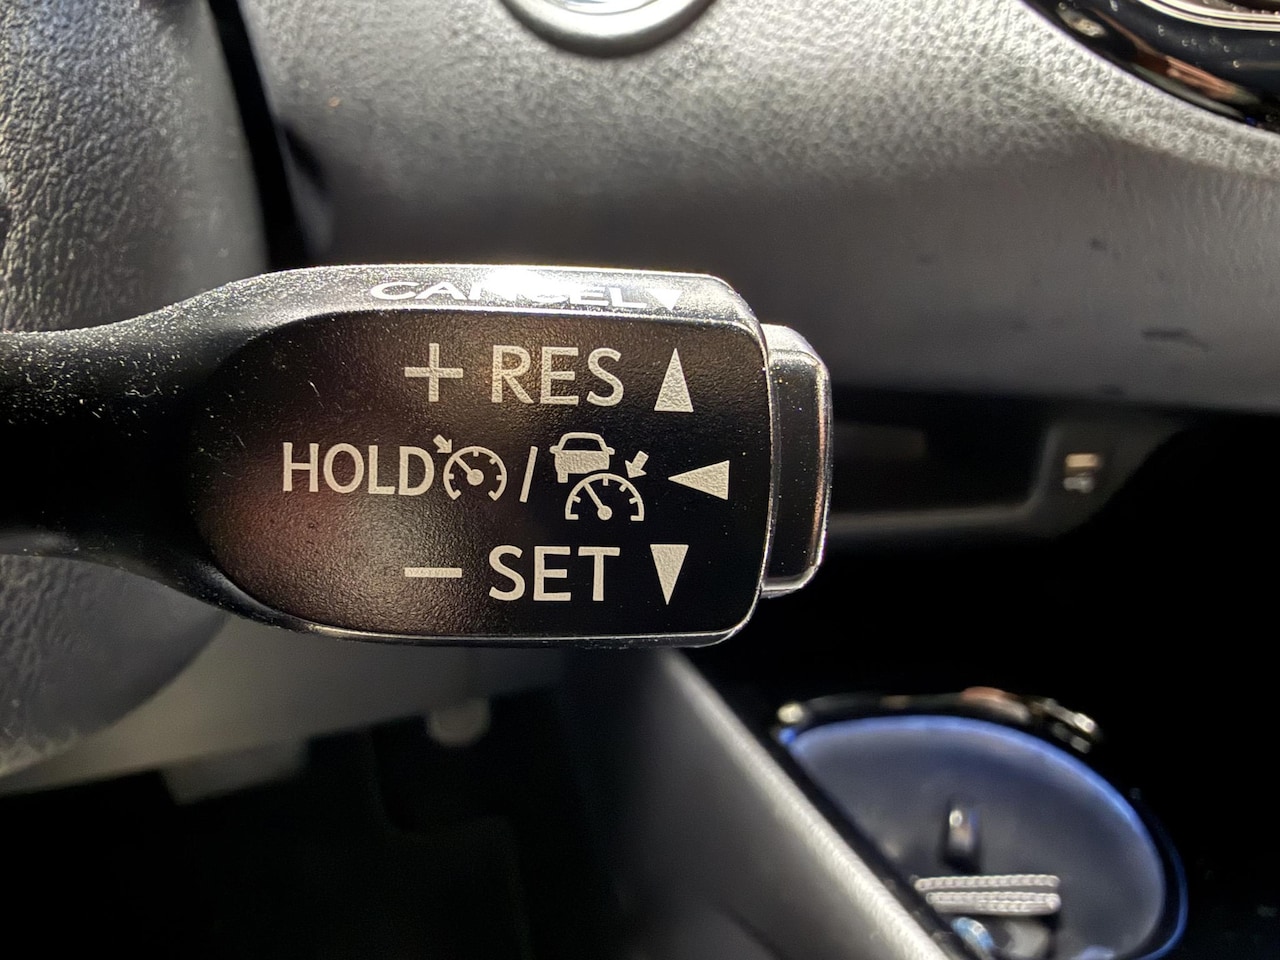 CANCEL▼
+ RES ▲
HOLD / ◀
− SET ▼